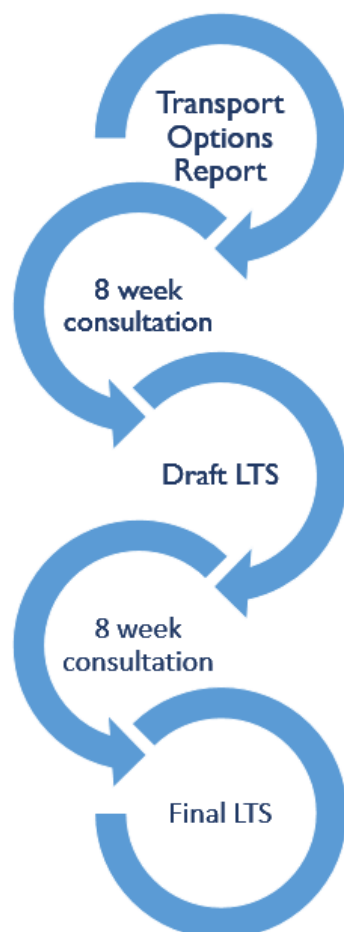 Transport
Options
Report
8 week
consultation
Draft LTS
8 week
consultation
Final LTS